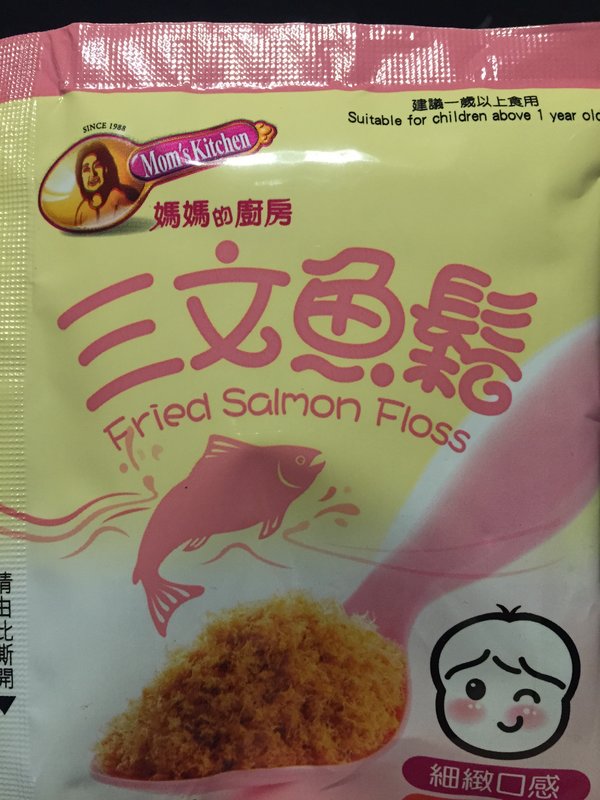 建議一歲以上食用
Suitable for children above 1 year old
SINCE 1988
Mom's Kitchen
媽媽的廚房
三文魚鬆
Fried Salmon Floss
請由比斯開
細緻口感